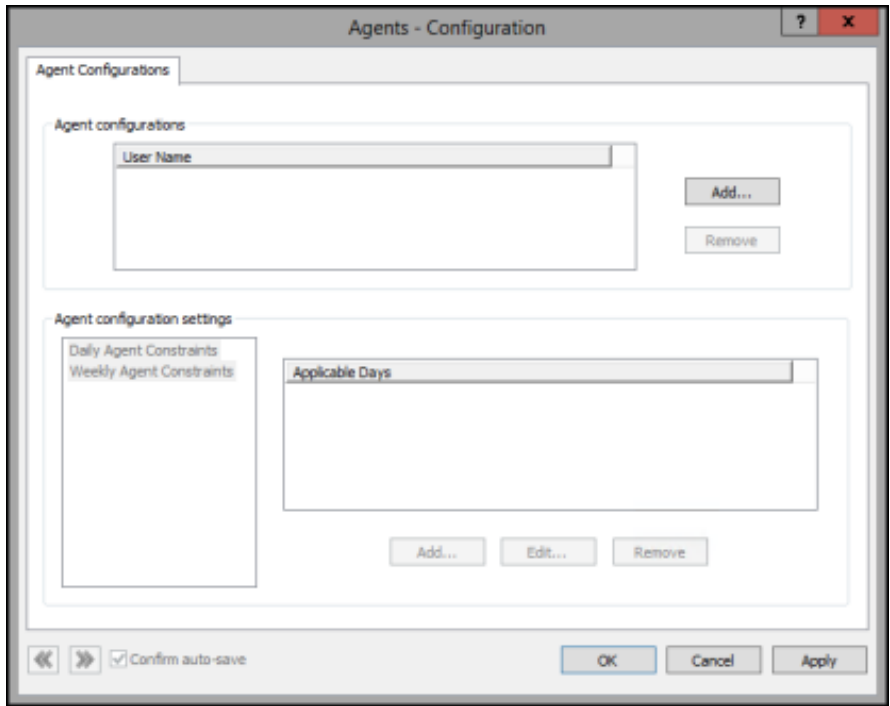 Agents - Configuration
? x
Agent Configurations
Agent configurations
User Name
Add...
Remove
Agent configuration settings
Daily Agent Constraints
Weekly Agent Constraints
Applicable Days
Add... Edit... Remove
Confirm auto-save OK Cancel Apply